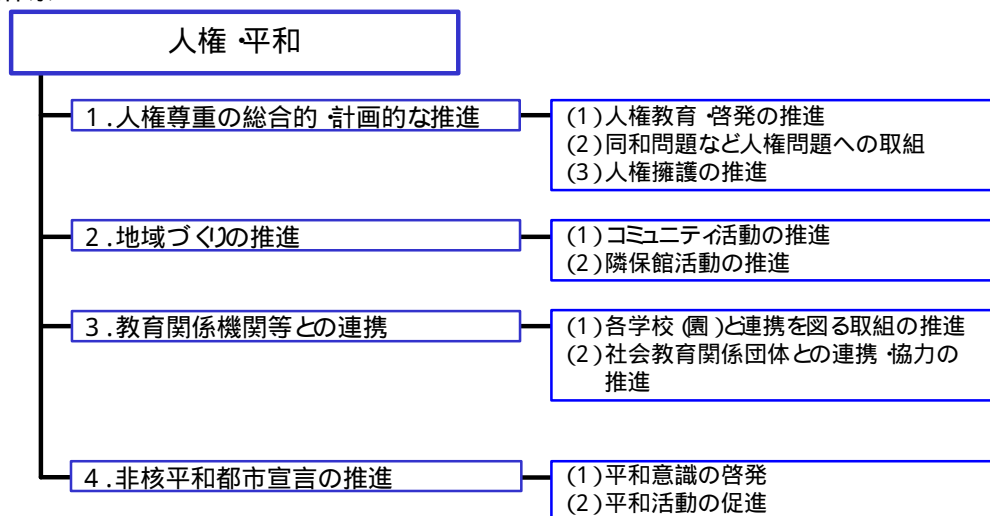 人権・平和
1.人権尊重の総合的・計画的な推進
(1)人権教育・啓発の推進
(2)同和問題など人権問題への取組
(3)人権擁護の推進
2.地域づくりの推進
(1)コミュニティ活動の推進
(2)隣保館活動の推進
3.教育関係機関等との連携
(1)各学校(園)と連携を図る取組の推進
(2)社会教育関係団体との連携・協力の
推進
4.非核平和都市宣言の推進
(1)平和意識の啓発
(2)平和活動の促進